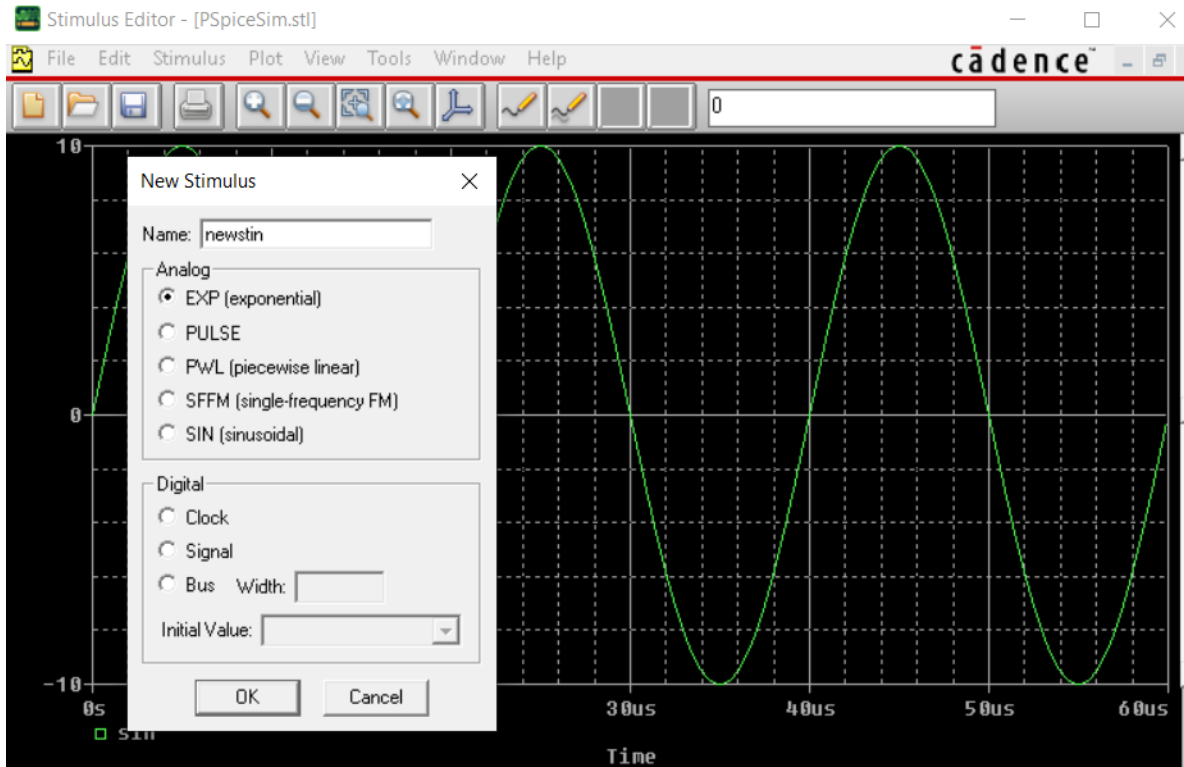 Stimulus Editor - [PSpiceSim.stl]
File Edit Stimulus Plot View Tools Window Help
cādence™
0
10
New Stimulus
Name: newstin
Analog
EXP (exponential)
PULSE
PWL (piecewise linear)
SFFM (single-frequency FM)
SIN (sinusoidal)
0
Digital
Clock
Signal
Bus Width:
Initial Value:
OK Cancel
-10
0s 30us 40us 50us 60us
sin
Time